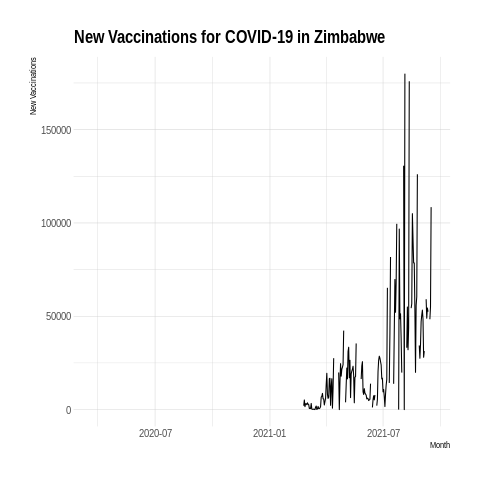 New Vaccinations for COVID-19 in Zimbabwe
New Vaccinations
150000
100000
50000
0
2020-07
2021-01
2021-07
Month